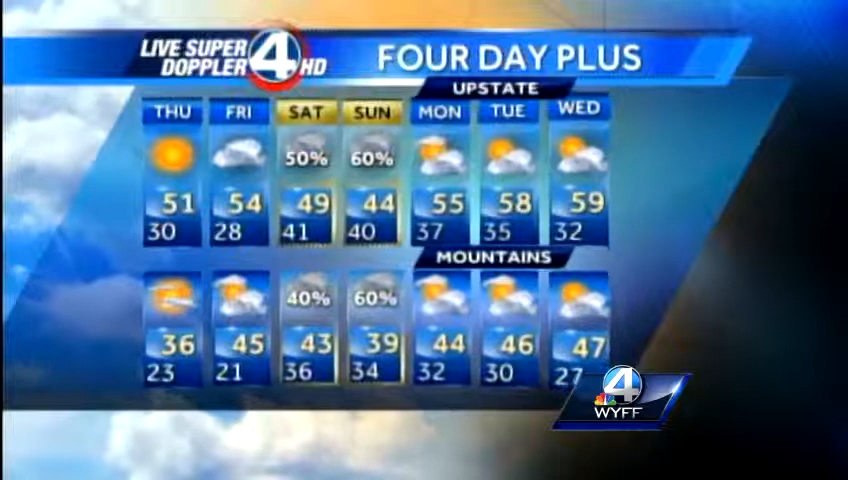 LIVE SUPER DOPPLER 4 HD
FOUR DAY PLUS
UPSTATE
THU FRI SAT SUN MON TUE WED
50% 60%
51 54 49 44 55 58 59
30 28 41 40 37 35 32
MOUNTAINS
40% 60%
36 45 43 39 44 46 47
23 21 36 34 32 30 27
4
WYFF